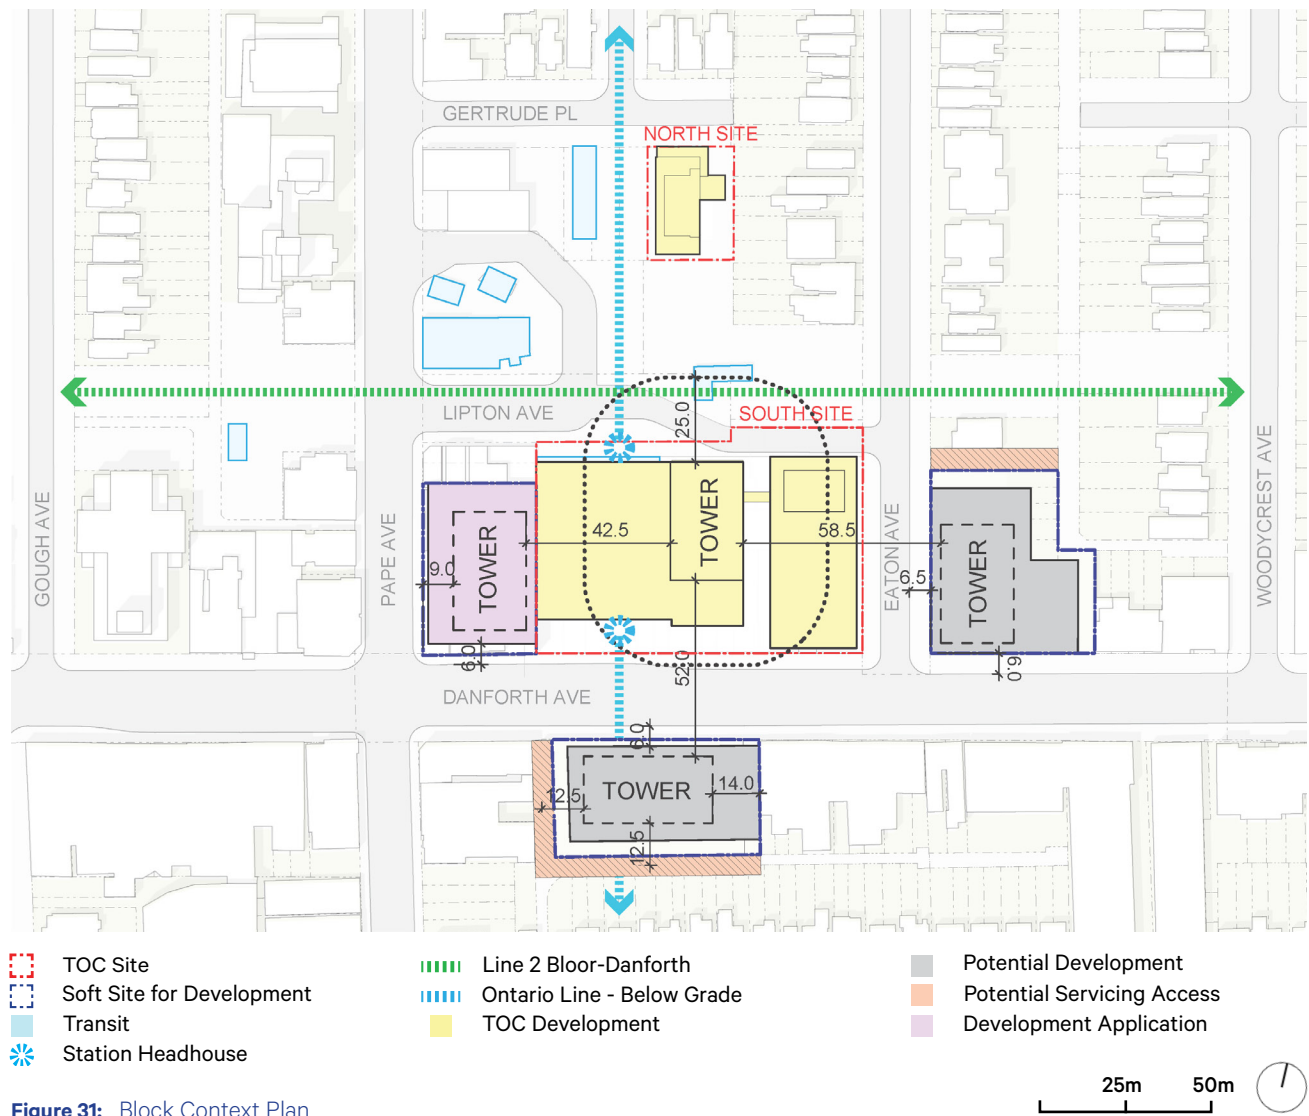 GERTRUDE PL
NORTH SITE
LIPTON AVE
SOUTH SITE
25.0
GOUGH AVE
PAPE AVE
TOWER
42.5
TOWER
58.5
EATON AVE
TOWER
WOODYCREST AVE
9.0
6.5
6.0
52.0
6.0
DANFORTH AVE
6.0
TOWER
14.0
12.5
12.5
TOC Site
Soft Site for Development
Transit
Station Headhouse
Line 2 Bloor-Danforth
Ontario Line - Below Grade
TOC Development
Potential Development
Potential Servicing Access
Development Application
25m 50m
Figure 31: Block Context Plan